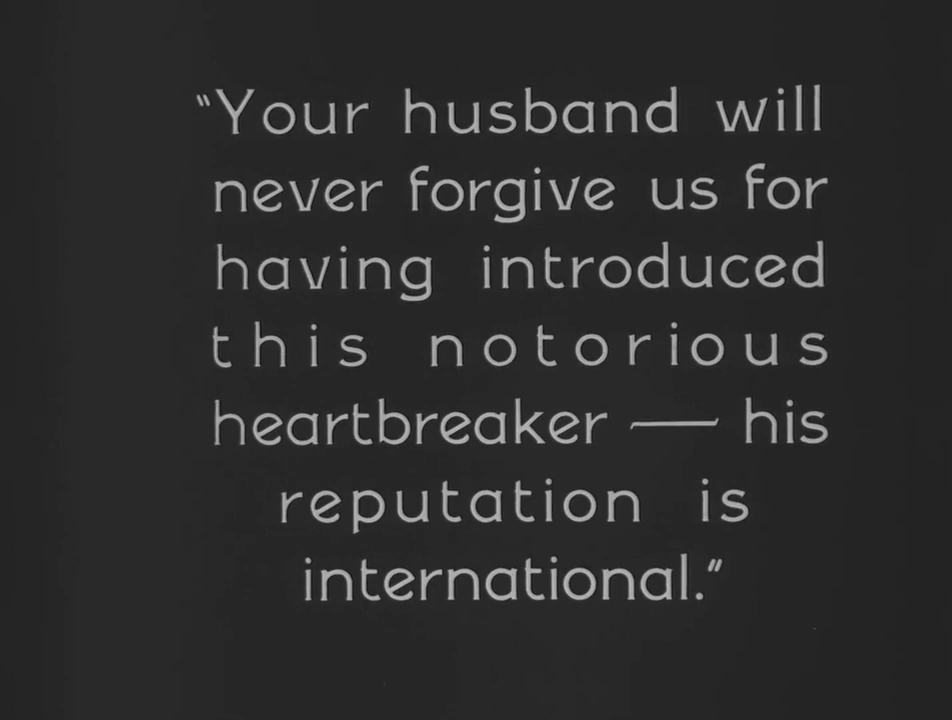 “Your husband will
never forgive us for
having introduced
this notorious
heartbreaker — his
reputation is
international.”